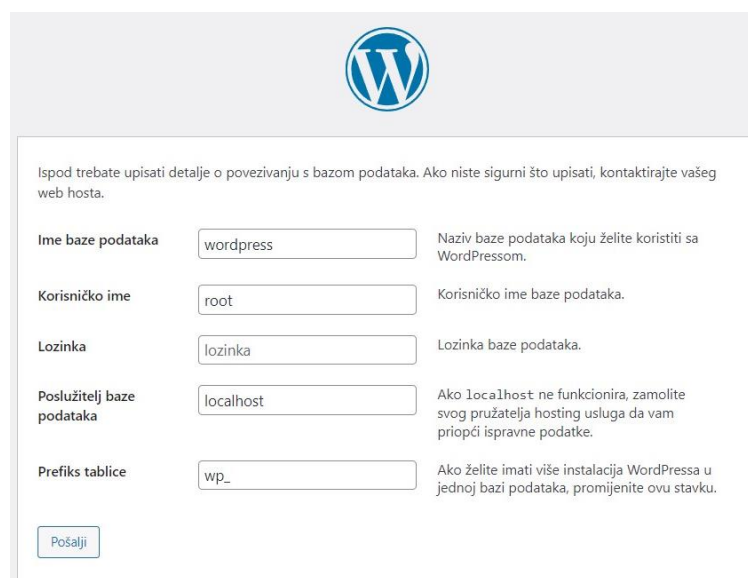 Ispod trebate upisati detalje o povezivanju s bazom podataka. Ako niste sigurni što upisati, kontaktirajte vašeg
web hosta.
Ime baze podataka
wordpress
Naziv baze podataka koju želite koristiti sa
WordPressom.
Korisničko ime
root
Korisničko ime baze podataka.
Lozinka
lozinka
Lozinka baze podataka.
Poslužitelj baze
podataka
localhost
Ako localhost ne funkcionira, zamolite
svog pružatelja hosting usluga da vam
priopći ispravne podatke.
Prefiks tablice
wp_
Ako želite imati više instalacija WordPressa u
jednoj bazi podataka, promijenite ovu stavku.
Pošalji